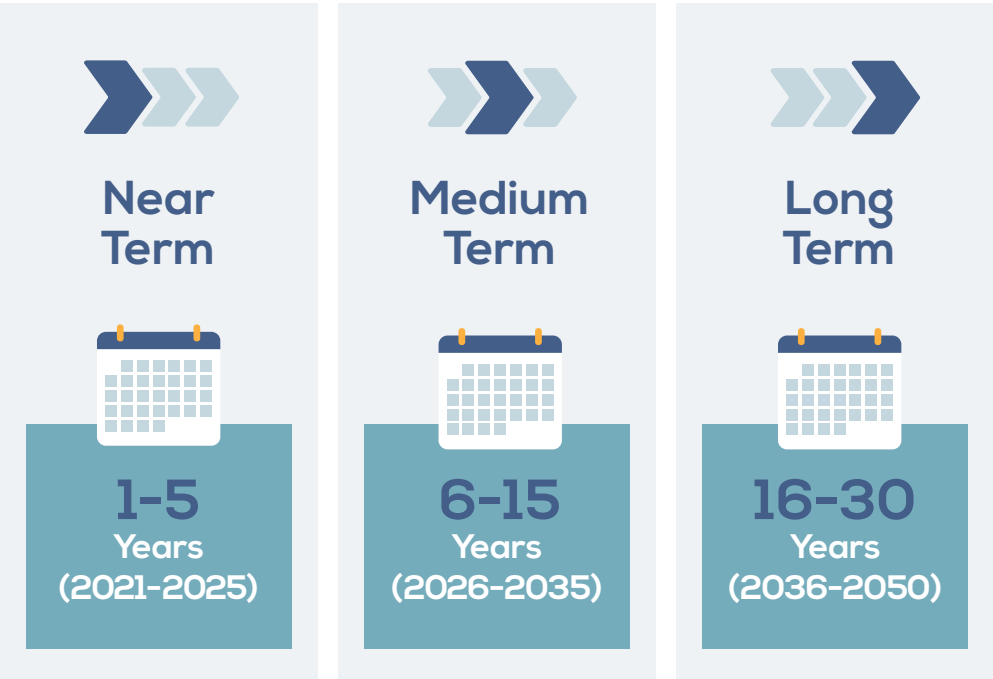 Near
Term
1-5
Years
(2021-2025)
Medium
Term
6-15
Years
(2026-2035)
Long
Term
16-30
Years
(2036-2050)